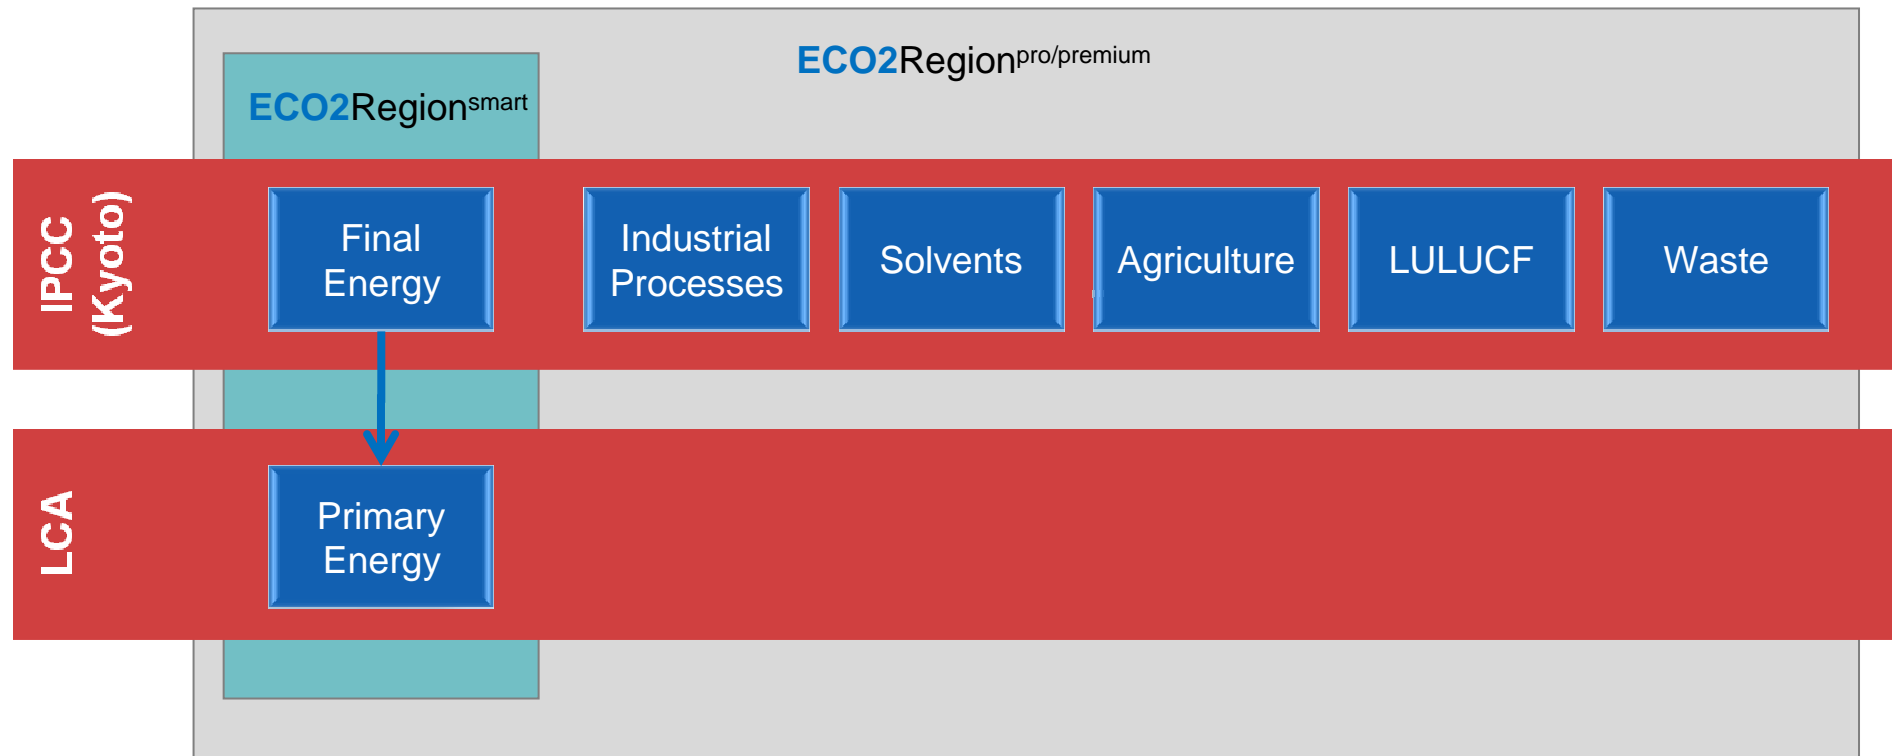 ECO2Regionpro/premium
ECO2Regionsmart
IPCC
(Kyoto)
Final
Energy
Industrial
Processes
Solvents
Agriculture
LULUCF
Waste
LCA
Primary
Energy